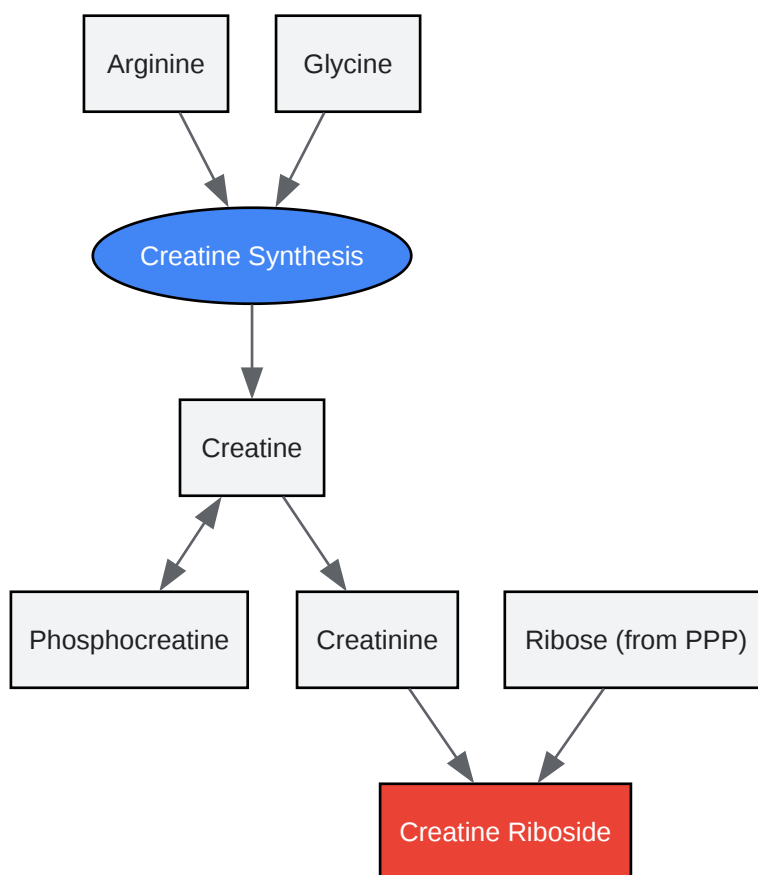 Arginine
Glycine
Creatine Synthesis
Creatine
Phosphocreatine
Creatinine
Ribose (from PPP)
Creatine Riboside